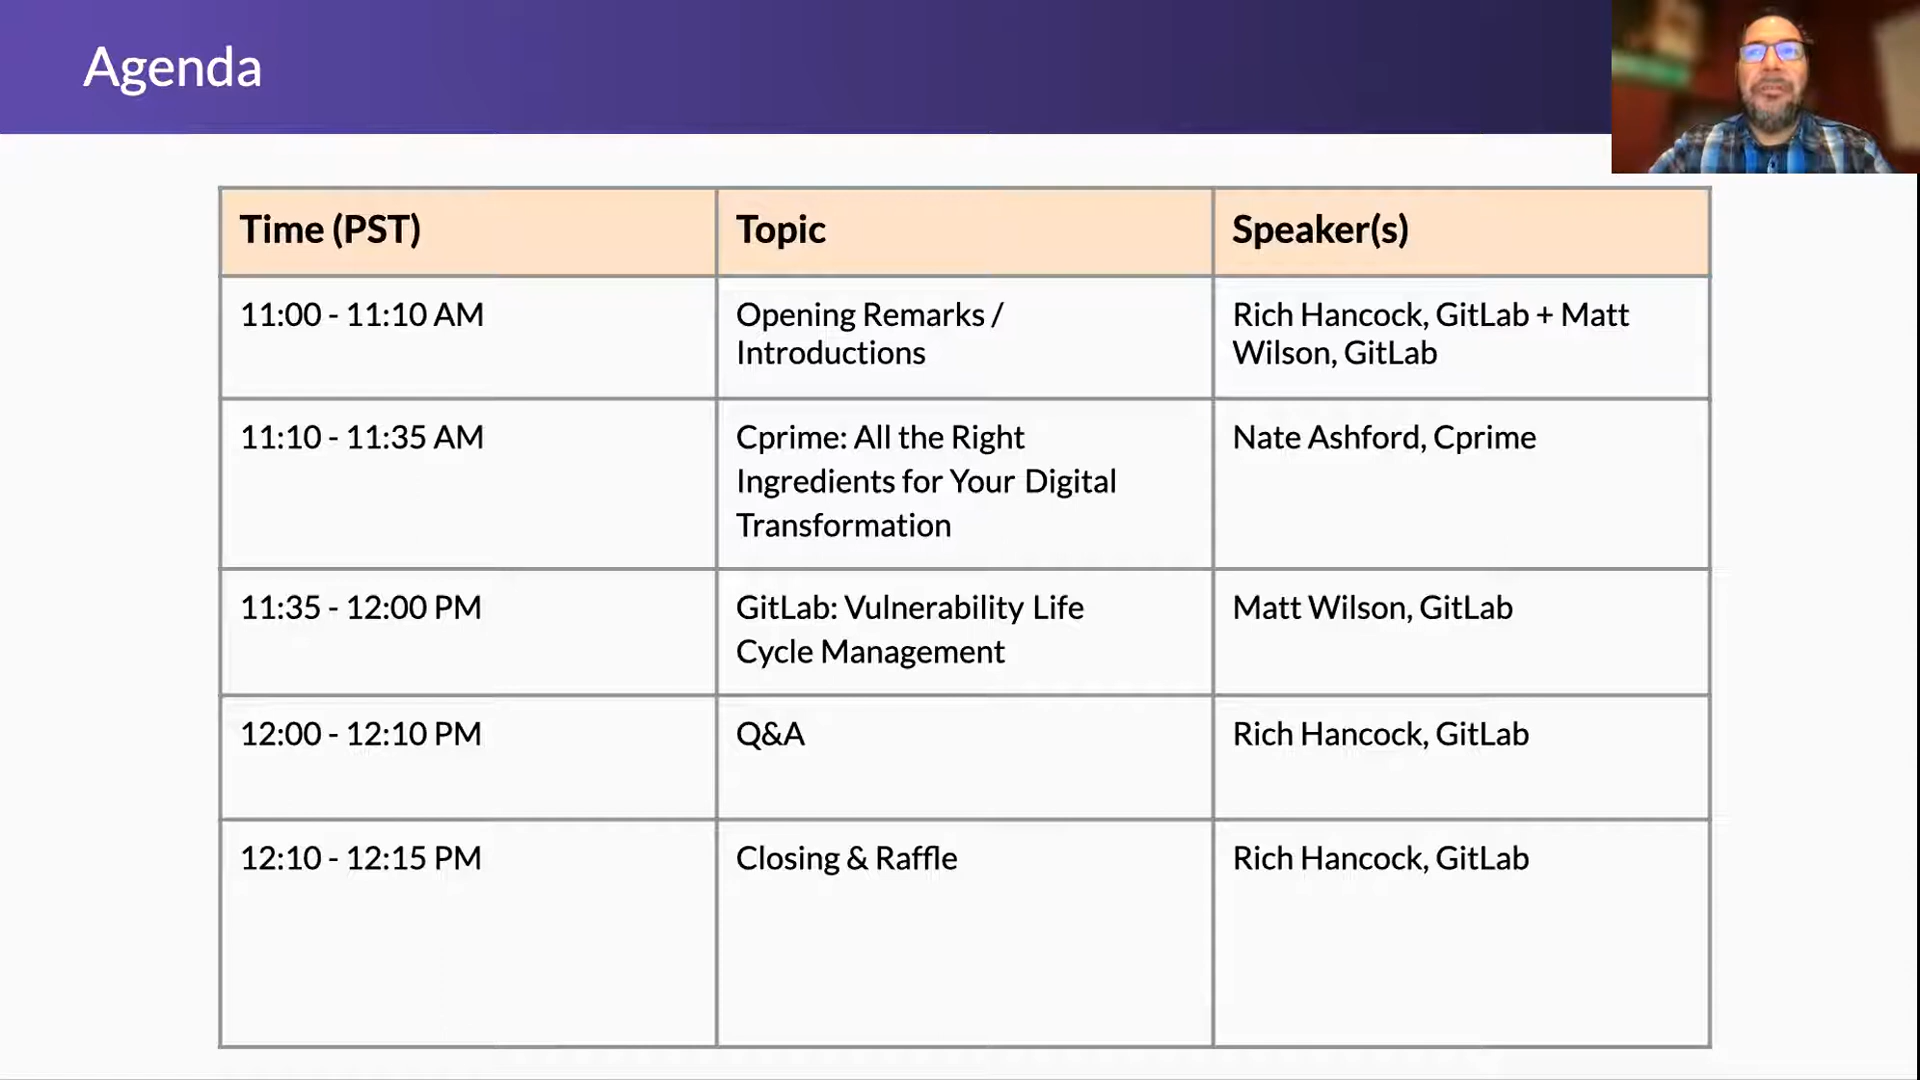 Agenda
Time (PST)
Topic
Speaker(s)
11:00 - 11:10 AM
Opening Remarks /
Introductions
Rich Hancock, GitLab + Matt
Wilson, GitLab
11:10 - 11:35 AM
Cprime: All the Right
Ingredients for Your Digital
Transformation
Nate Ashford, Cprime
11:35 - 12:00 PM
GitLab: Vulnerability Life
Cycle Management
Matt Wilson, GitLab
12:00 - 12:10 PM
Q&A
Rich Hancock, GitLab
12:10 - 12:15 PM
Closing & Raffle
Rich Hancock, GitLab